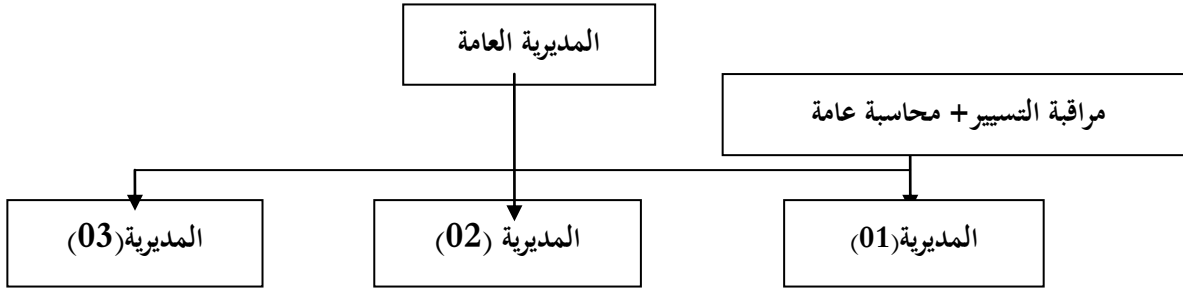 المديرية العامة
مراقبة التسيير+ محاسبة عامة
المديرية(01)
المديرية (02)
المديرية(03)